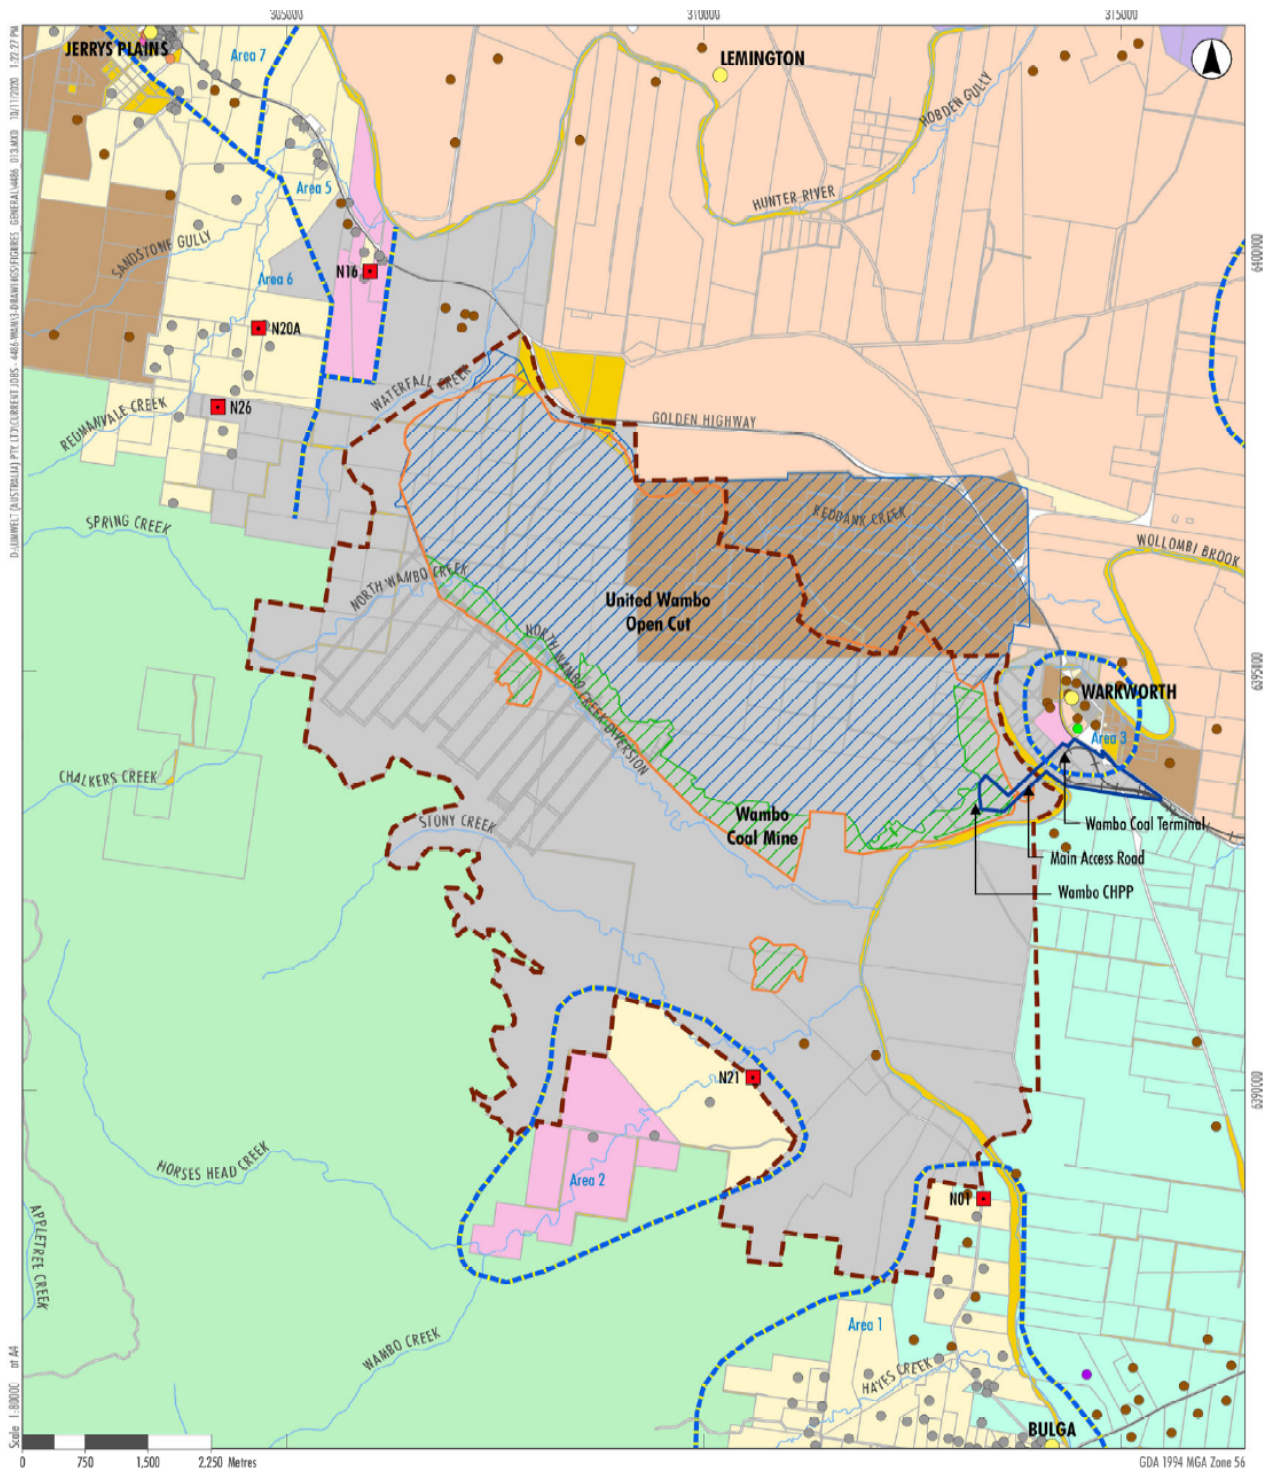 305000
310000
315000
JERRYS PLAINS
Area 7
LEMINGTON
HOBDEN GULLY
HUNTER RIVER
Area 5
SANDSTONE GULLY
Area 6
N16
6400000
N20A
WATERFALL CREEK
N26
REDMANVALE CREEK
GOLDEN HIGHWAY
SPRING CREEK
REDBANK CREEK
WOLLOMBI BROOK
NORTH WAMBO CREEK
United Wambo
Open Cut
NORTH WAMBO CREEK DIVERSION
6395000
WARKWORTH
Area 3
CHALKERS CREEK
STONY CREEK
Wambo
Coal Mine
Wambo Coal Terminal
Main Access Road
Wambo CHPP
N21
6390000
HORSES HEAD CREEK
Area 2
N01
APPLETREE CREEK
Area 1
WAMBO CREEK
HAYES CREEK
BULGA
Scale 1:80000 at A4
0 750 1,500 2,250 Metres
GDA 1994 MGA Zone 56